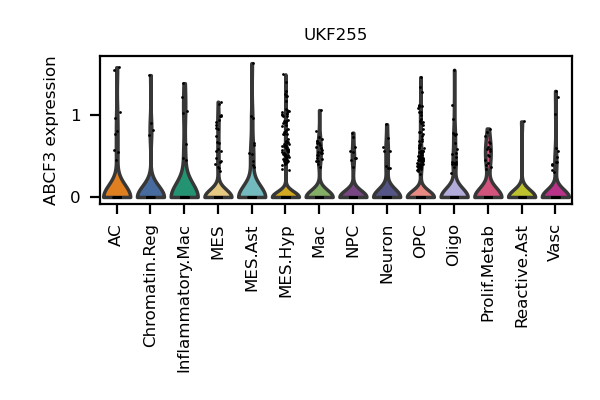 UKF255
ABCF3 expression
1
0
AC
Chromatin.Reg
Inflammatory.Mac
MES
MES.Ast
MES.Hyp
Mac
NPC
Neuron
OPC
Oligo
Prolif.Metab
Reactive.Ast
Vasc